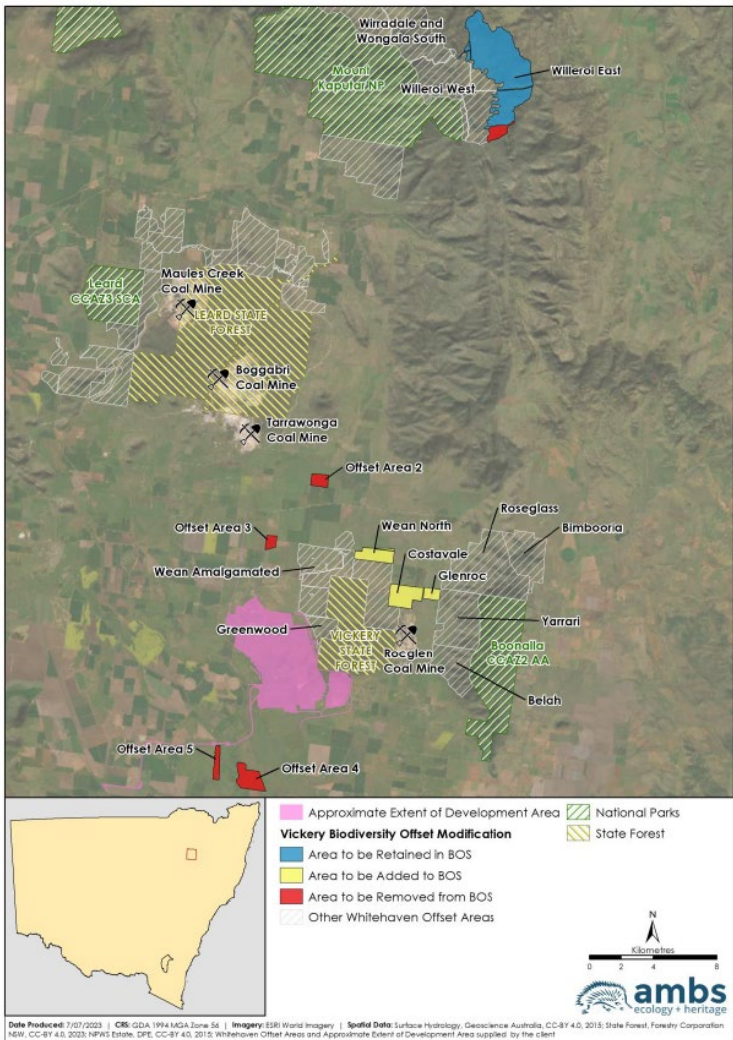 Wirradale and
Wongala South
Willeroi East
Mount
Kaputar NP
Willeroi West
Leard
CCAZ3 SCA
Maules Creek
Coal Mine
LEARD STATE
FOREST
Boggabri
Coal Mine
Tarrawonga
Coal Mine
Offset Area 2
Roseglass
Offset Area 3
Wean North
Bimbooria
Costavale
Wean Amalgamated
Glenroc
Greenwood
VICKERY
STATE
FOREST
Yarrari
Rocglen
Coal Mine
Boonalla
CCAZ2 AA
Belah
Offset Area 5
Offset Area 4
Approximate Extent of Development Area
National Parks
Vickery Biodiversity Offset Modification
State Forest
Area to be Retained in BOS
Area to be Added to BOS
Area to be Removed from BOS
Other Whitehaven Offset Areas
N
Kilometres
0 2 4 8
ambs
ecology + heritage
Date Produced: 7/07/2023 | CRS: GDA 1994 MGA Zone 56 | Imagery: ESRI World Imagery | Spatial Data: Surface Hydrology, Geoscience Australia, CC-BY 4.0, 2015; State Forest, Forestry Corporation
NSW, CC-BY 4.0, 2023; NPWS Estate, DPE, CC-BY 4.0, 2015; Whitehaven Offset Areas and Approximate Extent of Development Area supplied by the client